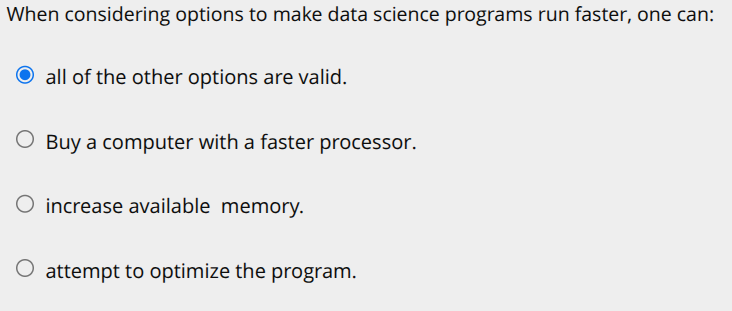 When considering options to make data science programs run faster, one can:
all of the other options are valid.
Buy a computer with a faster processor.
increase available  memory.
attempt to optimize the program.